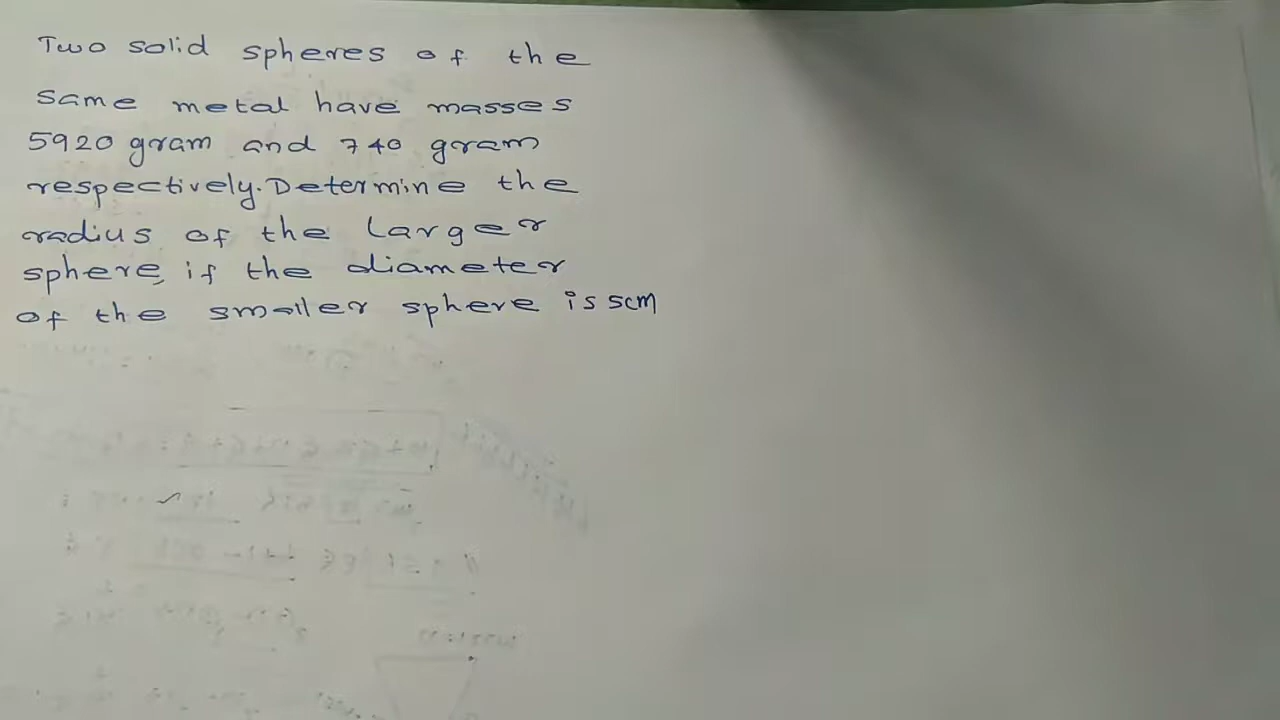 Two solid spheres of the
same metal have masses
5920 gram and 740 gram
respectively. Determine the
radius of the larger
sphere, if the diameter
of the smaller sphere is 5cm